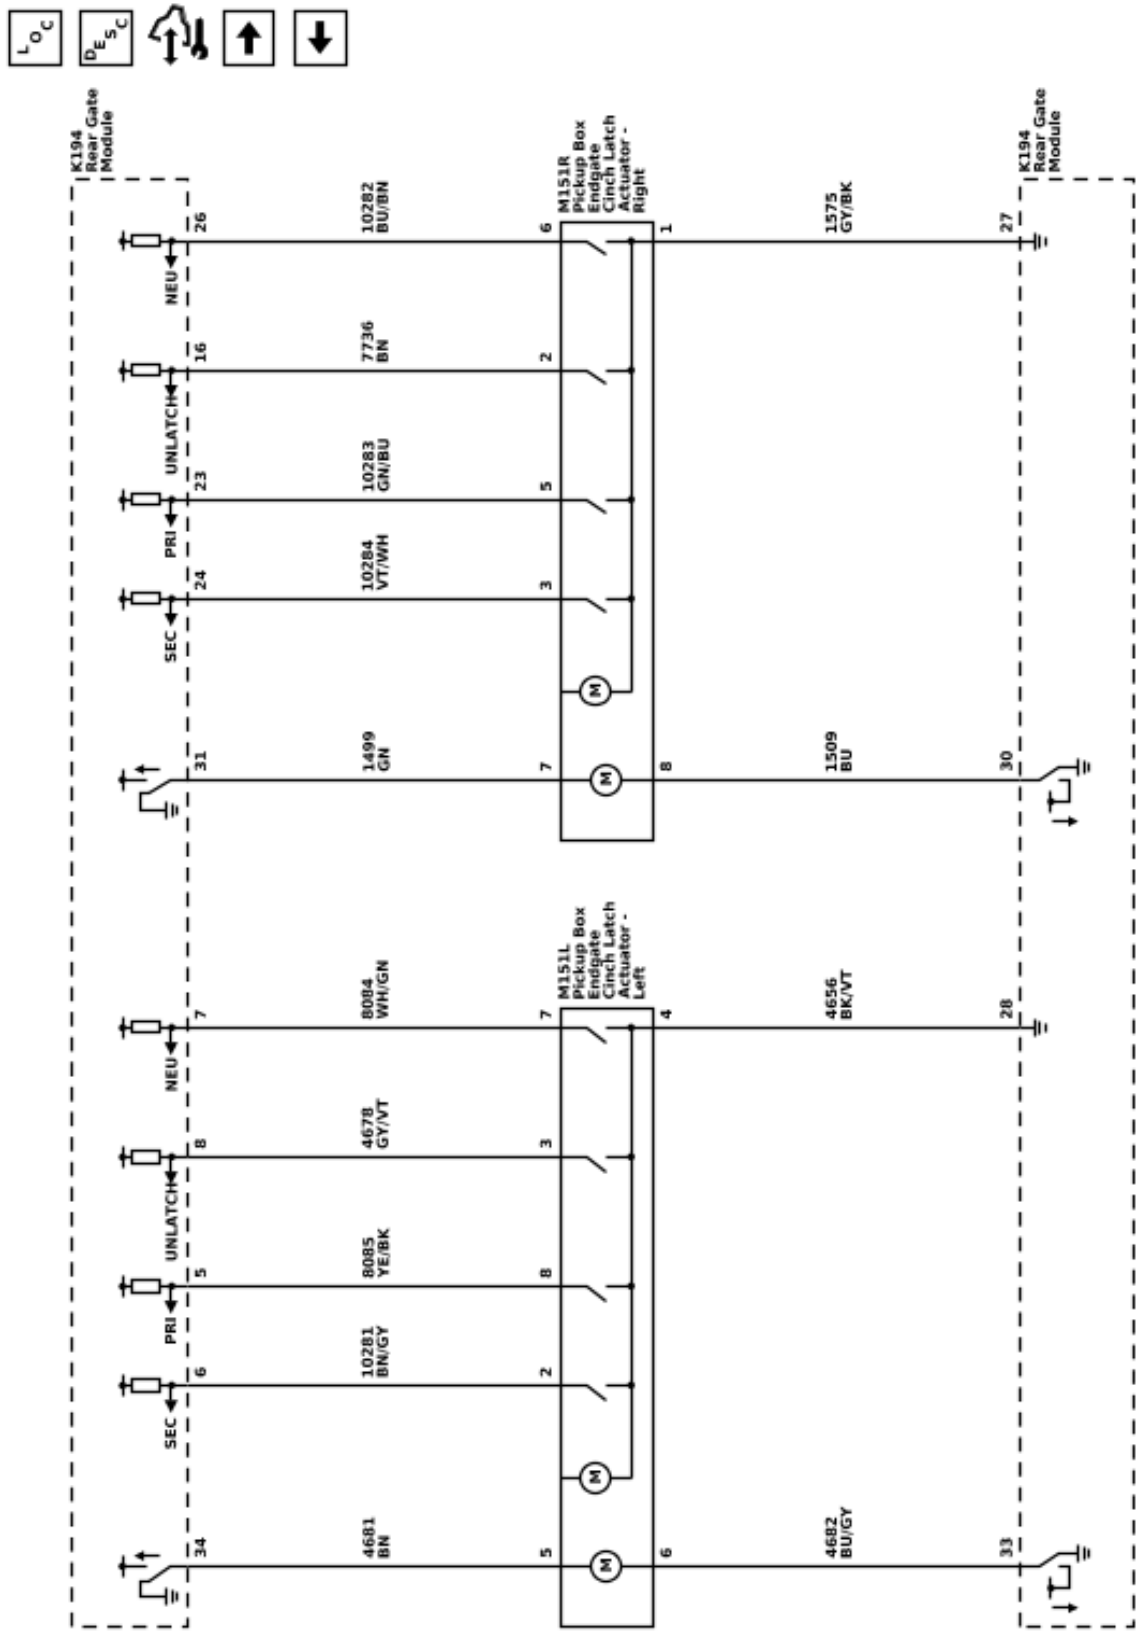 LOC
DESC
K194
Rear Gate
Module
K194
Rear Gate
Module
M151R
Pickup Box
Endgate
Cinch Latch
Actuator -
Right
26
10282
BU/BN
6
1
1575
GY/BK
27
NEU
16
7736
BN
2
UNLATCH
23
10283
GN/BU
5
PRI
24
10284
VT/WH
3
SEC
M
31
1499
GN
7
M
8
1509
BU
30
M151L
Pickup Box
Endgate
Cinch Latch
Actuator -
Left
7
8084
WH/GN
7
4
4656
BK/VT
28
NEU
8
4678
GY/VT
3
UNLATCH
5
8085
YE/BK
8
PRI
6
10281
BN/GY
2
SEC
M
34
4681
BN
5
M
6
4682
BU/GY
33